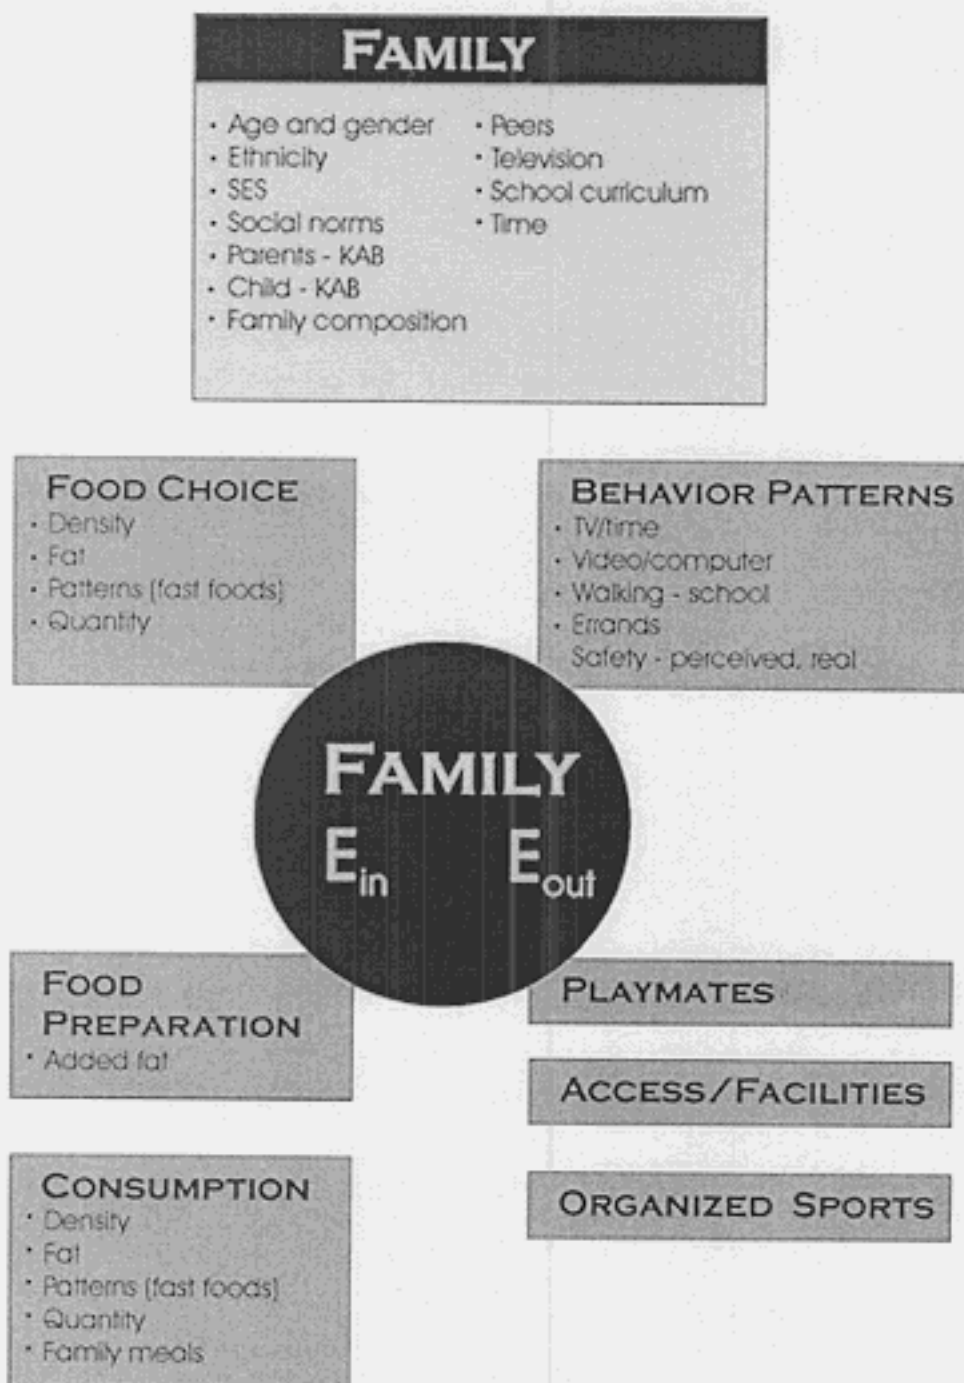 FAMILY
• Age and gender
• Ethnicity
• SES
• Social norms
• Parents - KAB
• Child - KAB
• Family composition
• Peers
• Television
• School curriculum
• Time
FOOD CHOICE
• Density
• Fat
• Patterns (fast foods)
• Quantity
BEHAVIOR PATTERNS
• TV/time
• Video/computer
• Walking - school
• Errands
Safety - perceived, real
FAMILY
Ein Eout
FOOD
PREPARATION
• Added fat
CONSUMPTION
• Density
• Fat
• Patterns (fast foods)
• Quantity
• Family meals
PLAYMATES
ACCESS/FACILITIES
ORGANIZED SPORTS